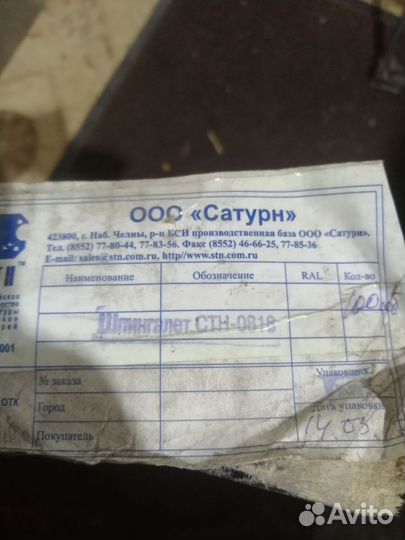 ООО «Сатурн»
423800, г. Наб. Челны, р-н БСИ производственная база ООО «Сатурн».
Тел. (8552) 77-80-44, 77-83-56. Факс (8552) 46-66-25, 77-85-36
E-mail: sales@stn.com.ru, http//www.stn.com.ru
Наименование Обозначение RAL Кол-во
Шпингалет СТН-0818
№ заказа Упаковщик
Город Дата упаковки
ОТК
Покупатель 14.03
Avito